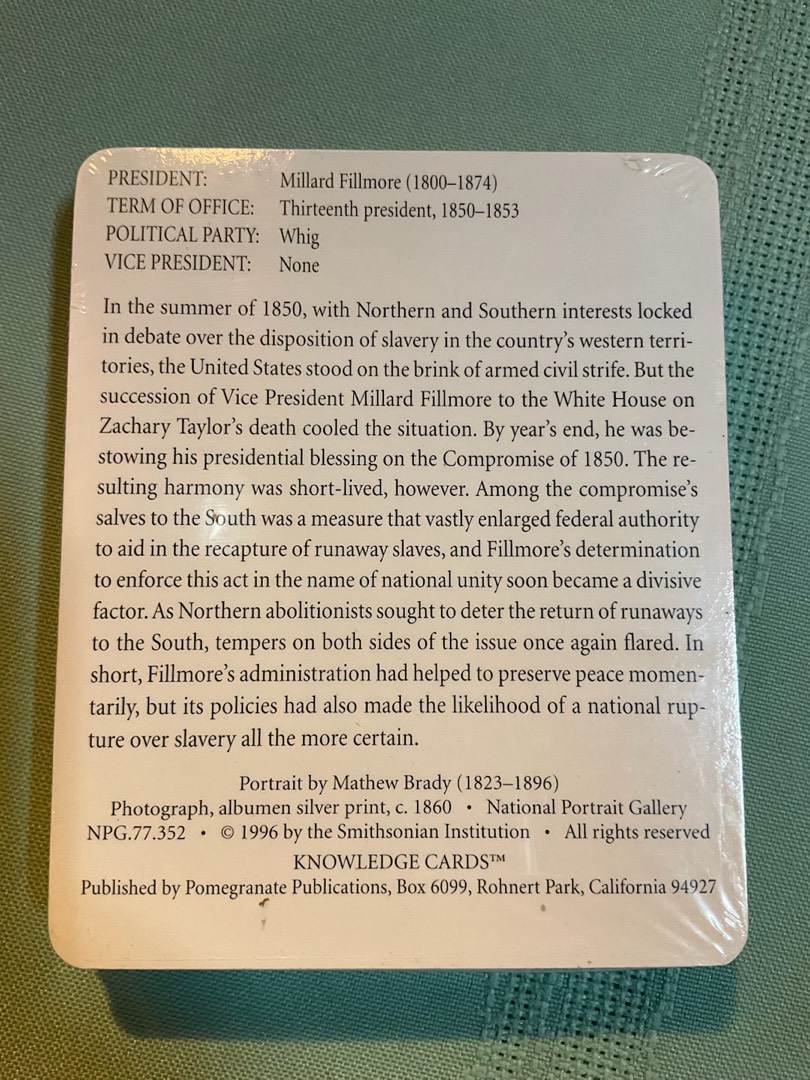 PRESIDENT: Millard Fillmore (1800–1874)
TERM OF OFFICE: Thirteenth president, 1850–1853
POLITICAL PARTY: Whig
VICE PRESIDENT: None
In the summer of 1850, with Northern and Southern interests locked
in debate over the disposition of slavery in the country's western terri-
tories, the United States stood on the brink of armed civil strife. But the
succession of Vice President Millard Fillmore to the White House on
Zachary Taylor's death cooled the situation. By year's end, he was be-
stowing his presidential blessing on the Compromise of 1850. The re-
sulting harmony was short-lived, however. Among the compromise's
salves to the South was a measure that vastly enlarged federal authority
to aid in the recapture of runaway slaves, and Fillmore's determination
to enforce this act in the name of national unity soon became a divisive
factor. As Northern abolitionists sought to deter the return of runaways
to the South, tempers on both sides of the issue once again flared. In
short, Fillmore's administration had helped to preserve peace momen-
tarily, but its policies had also made the likelihood of a national rup-
ture over slavery all the more certain.
Portrait by Mathew Brady (1823–1896)
Photograph, albumen silver print, c. 1860 • National Portrait Gallery
NPG.77.352 • © 1996 by the Smithsonian Institution • All rights reserved
KNOWLEDGE CARDS™
Published by Pomegranate Publications, Box 6099, Rohnert Park, California 94927